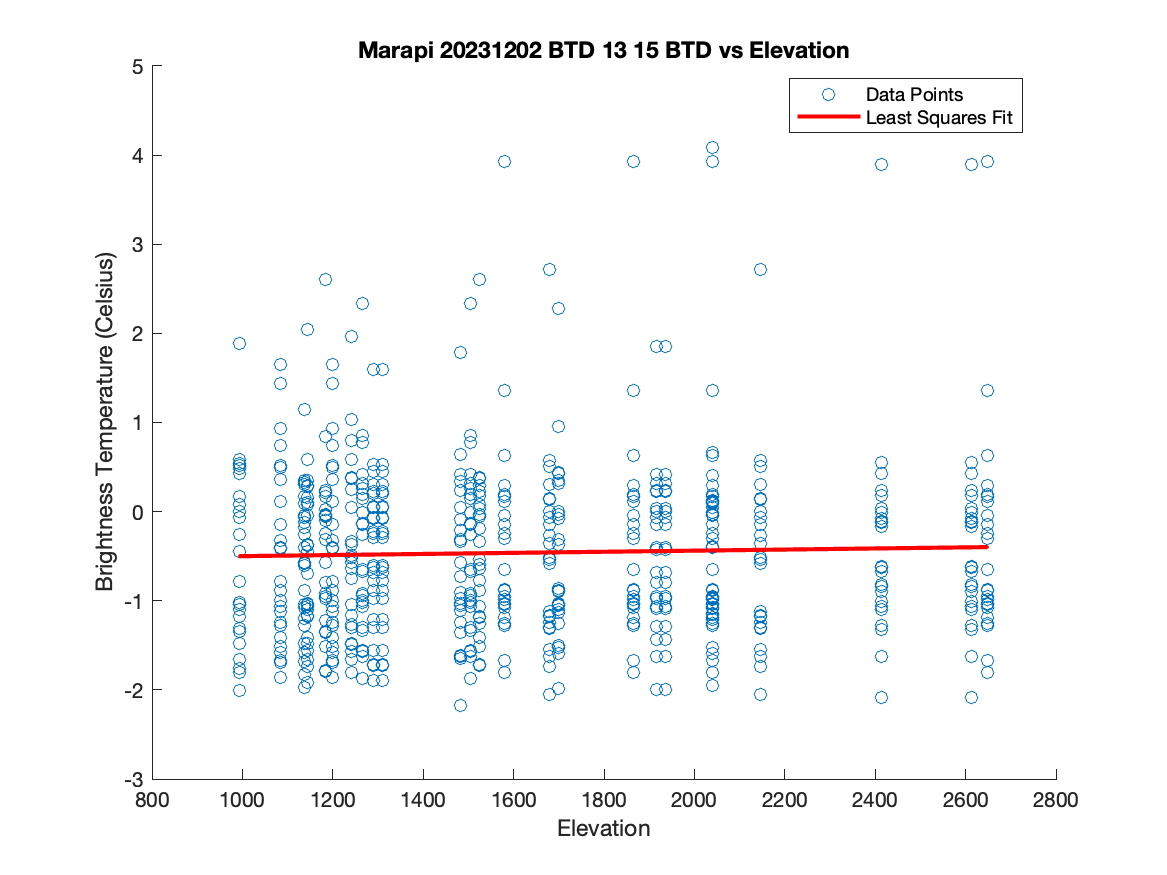 Marapi 20231202 BTD 13 15 BTD vs Elevation
Data Points
Least Squares Fit
Brightness Temperature (Celsius)
5
4
3
2
1
0
-1
-2
-3
800 1000 1200 1400 1600 1800 2000 2200 2400 2600 2800
Elevation